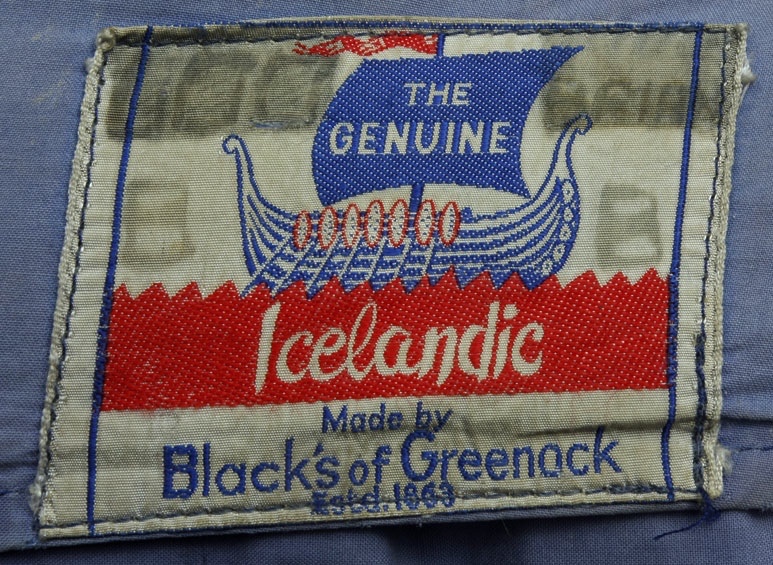 THE
GENUINE
B
B
Icelandic
Made by
Black's of Greenock
Estd. 1863